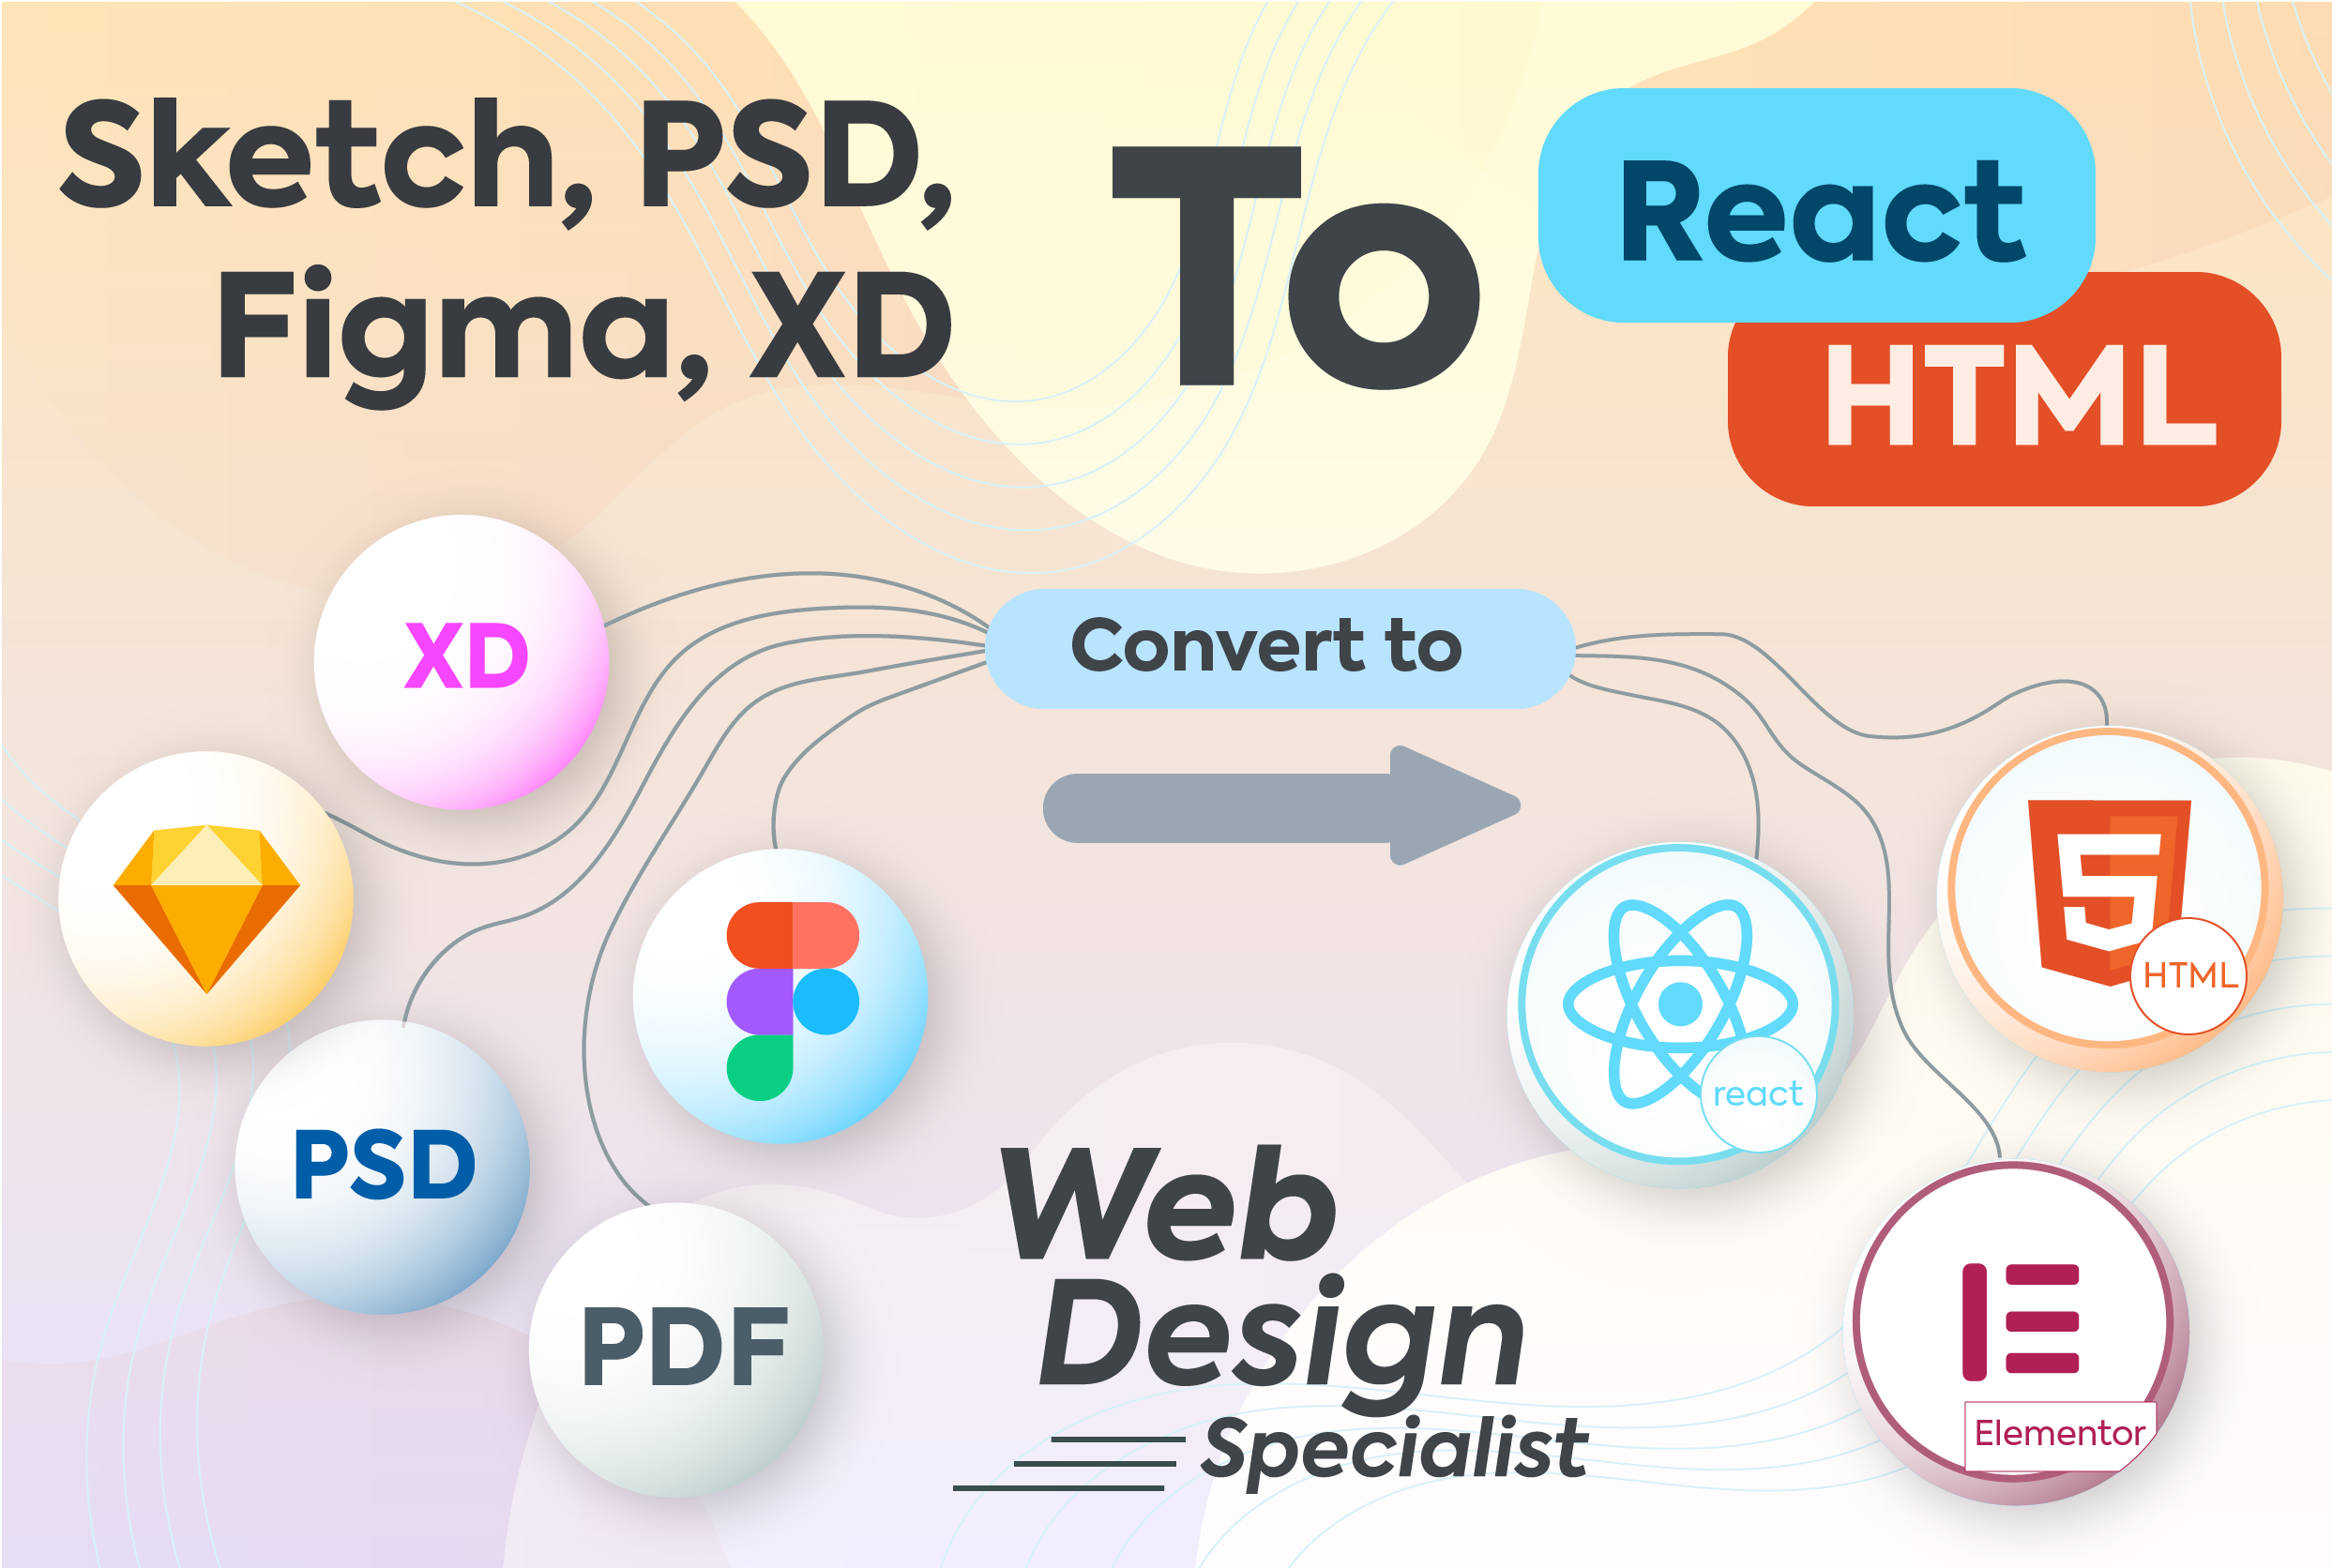 Sketch, PSD,
Figma, XD
To
React
HTML
XD
Convert to
PSD
PDF
react
HTML
Elementor
Web
Design
Specialist